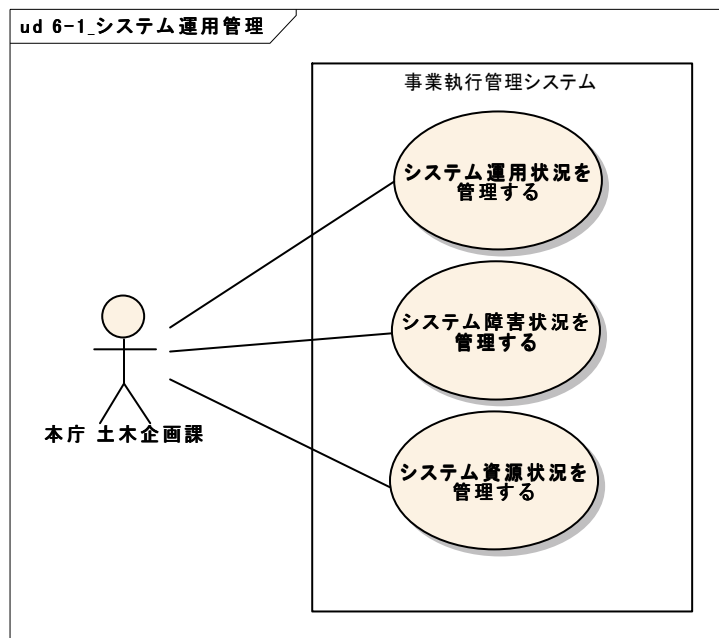 ud 6-1_システム運用管理
事業執行管理システム
システム運用状況を
管理する
システム障害状況を
管理する
本庁 土木企画課
システム資源状況を
管理する